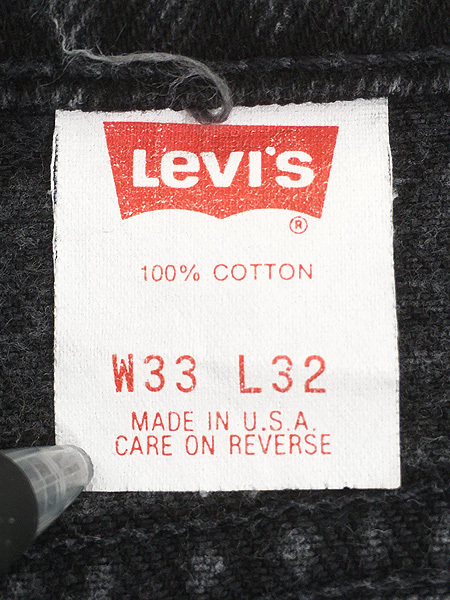 Levi's
®
100% COTTON
W33 L32
MADE IN U.S.A.
CARE ON REVERSE